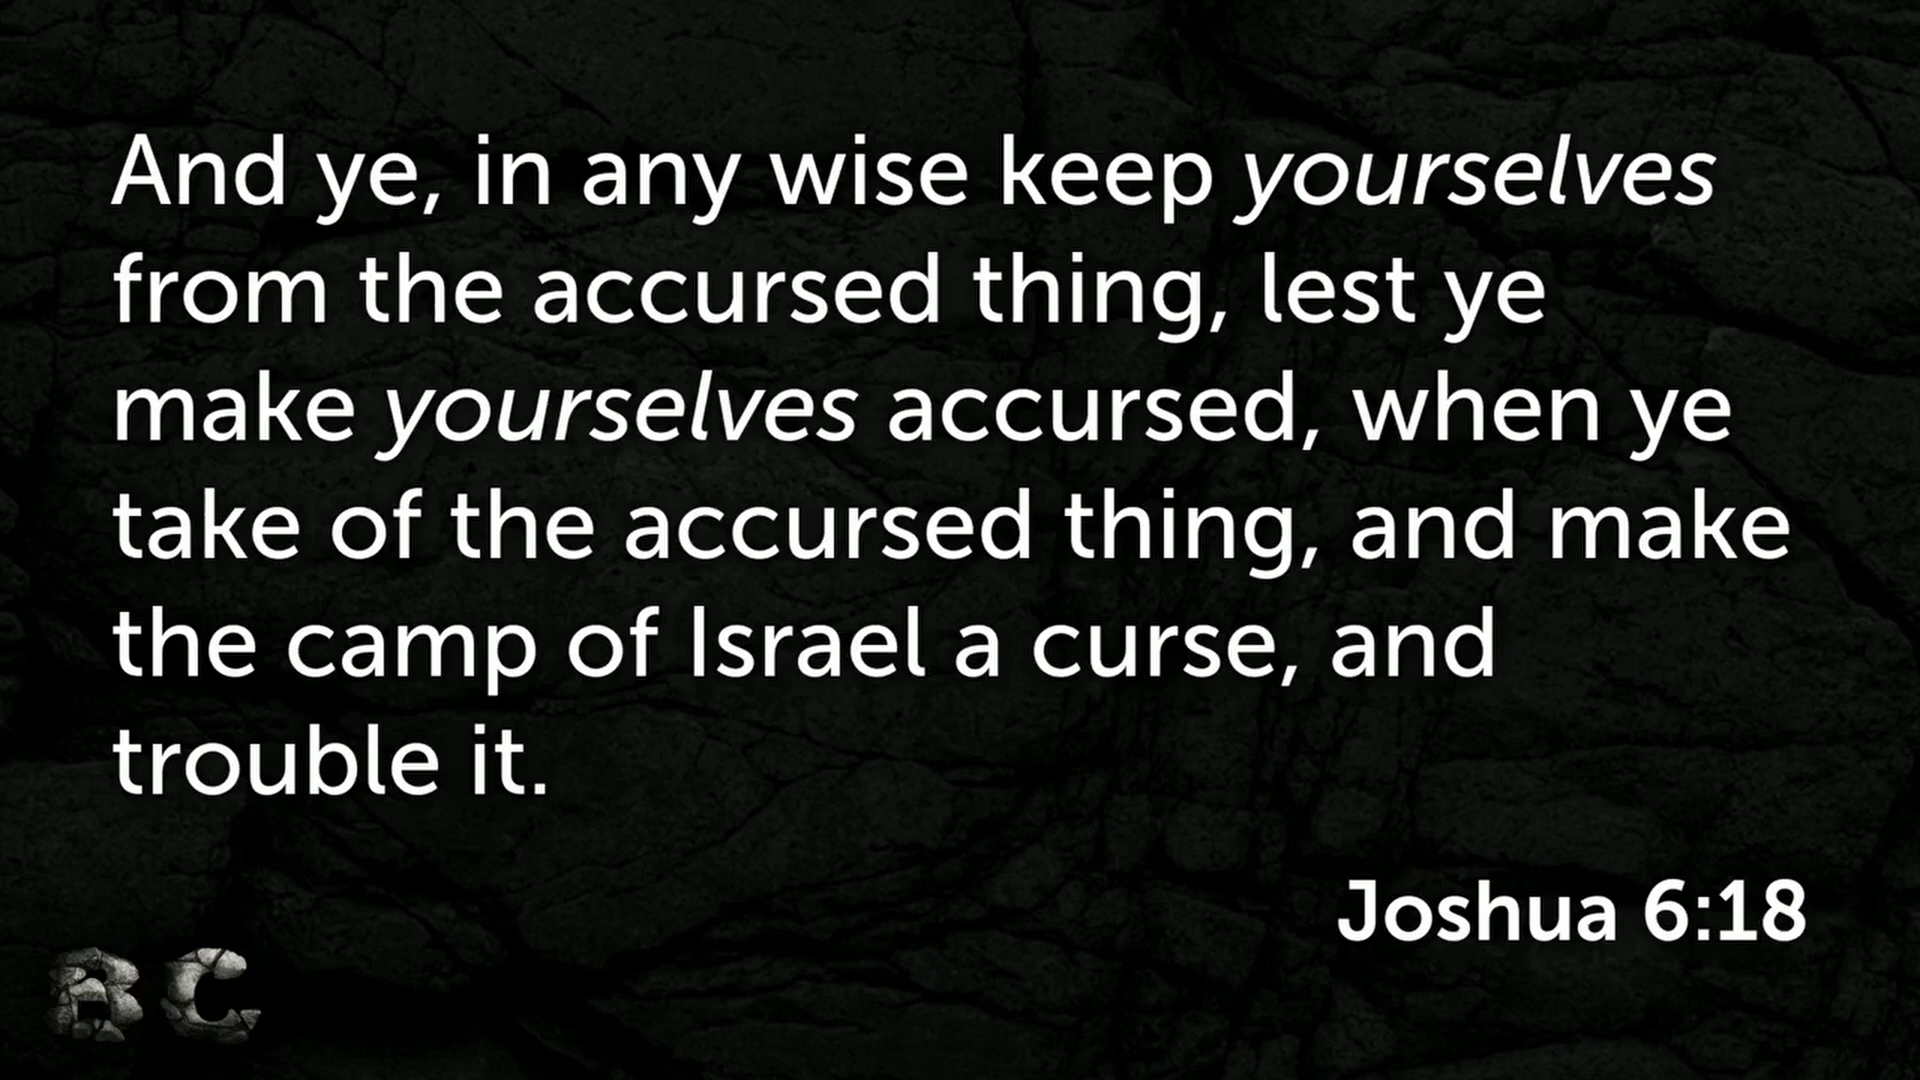 And ye, in any wise keep yourselves
from the accursed thing, lest ye
make yourselves accursed, when ye
take of the accursed thing, and make
the camp of Israel a curse, and
trouble it.
Joshua 6:18
BC